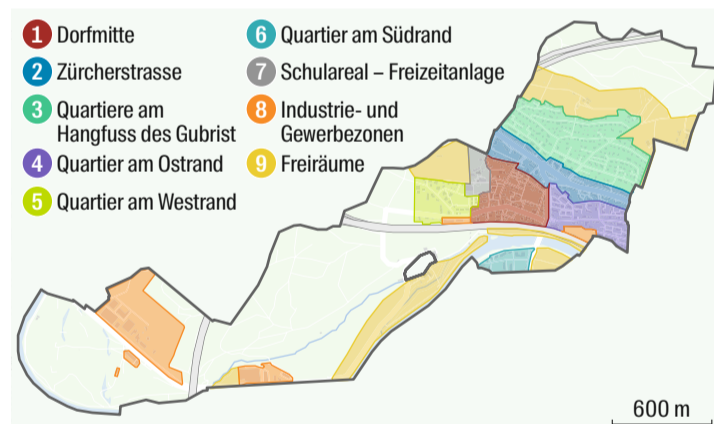 1 Dorfmitte
2 Zürcherstrasse
3 Quartiere am
Hangfuss des Gubrist
4 Quartier am Ostrand
5 Quartier am Westrand
6 Quartier am Südrand
7 Schulareal – Freizeitanlage
8 Industrie- und
Gewerbezonen
9 Freiräume
600 m